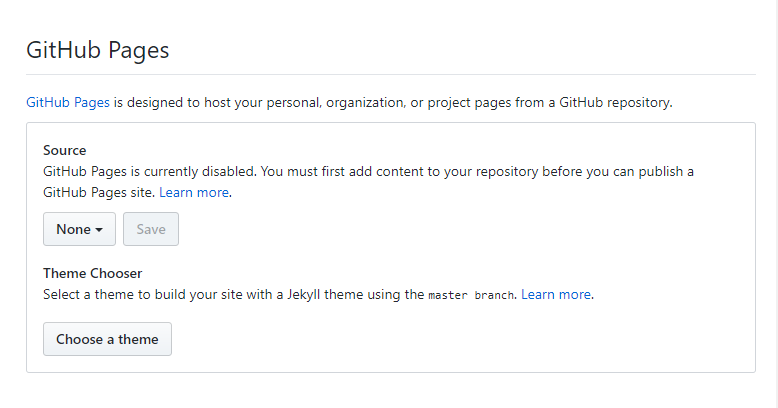 GitHub Pages
GitHub Pages is designed to host your personal, organization, or project pages from a GitHub repository.
Source
GitHub Pages is currently disabled. You must first add content to your repository before you can publish a
GitHub Pages site. Learn more.
None Save
Theme Chooser
Select a theme to build your site with a Jekyll theme using the master branch. Learn more.
Choose a theme